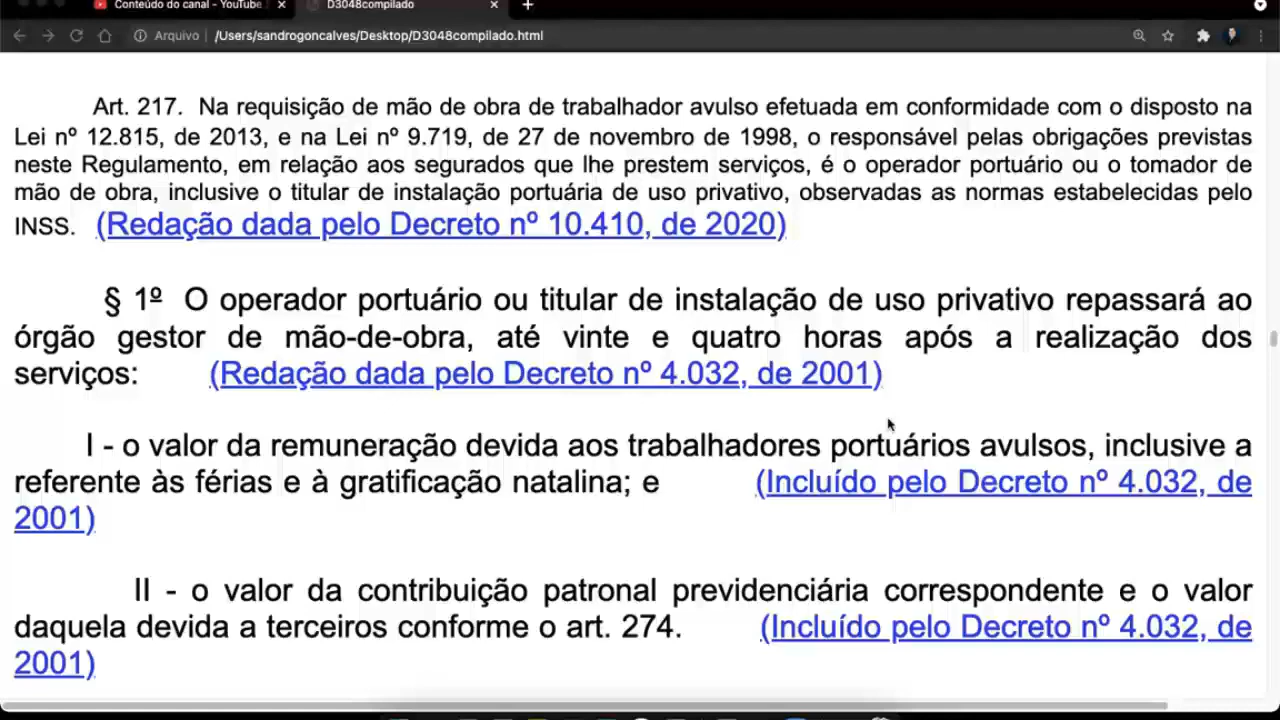 Conteúdo do canal - YouTube
D3048compilado
Arquivo | /Users/sandrogoncalves/Desktop/D3048compilado.html
Art. 217. Na requisição de mão de obra de trabalhador avulso efetuada em conformidade com o disposto na
Lei nº 12.815, de 2013, e na Lei nº 9.719, de 27 de novembro de 1998, o responsável pelas obrigações previstas
neste Regulamento, em relação aos segurados que lhe prestem serviços, é o operador portuário ou o tomador de
mão de obra, inclusive o titular de instalação portuária de uso privativo, observadas as normas estabelecidas pelo
INSS. (Redação dada pelo Decreto nº 10.410, de 2020)
§ 1º O operador portuário ou titular de instalação de uso privativo repassará ao
órgão gestor de mão-de-obra, até vinte e quatro horas após a realização dos
serviços: (Redação dada pelo Decreto nº 4.032, de 2001)
I - o valor da remuneração devida aos trabalhadores portuários avulsos, inclusive a
referente às férias e à gratificação natalina; e (Incluído pelo Decreto nº 4.032, de
2001)
II - o valor da contribuição patronal previdenciária correspondente e o valor
daquela devida a terceiros conforme o art. 274. (Incluído pelo Decreto nº 4.032, de
2001)